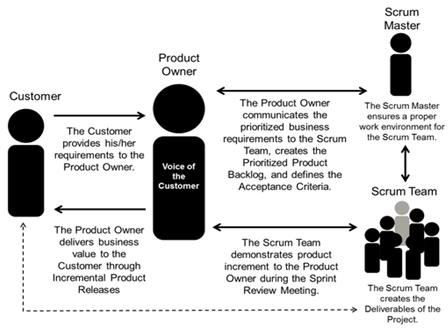 Scrum
Master
Product
Owner
Customer
The Customer
provides his/her
requirements to the
Product Owner.
Voice of
the
Customer
The Product Owner
communicates the
prioritized business
requirements to the Scrum
Team, creates the
Prioritized Product
Backlog, and defines the
Acceptance Criteria.
The Scrum Master
ensures a proper
work environment for
the Scrum Team.
Scrum Team
The Product Owner
delivers business
value to the
Customer through
Incremental Product
Releases
The Scrum Team
demonstrates product
increment to the Product
Owner during the Sprint
Review Meeting.
The Scrum Team
creates the
Deliverables of the
Project.